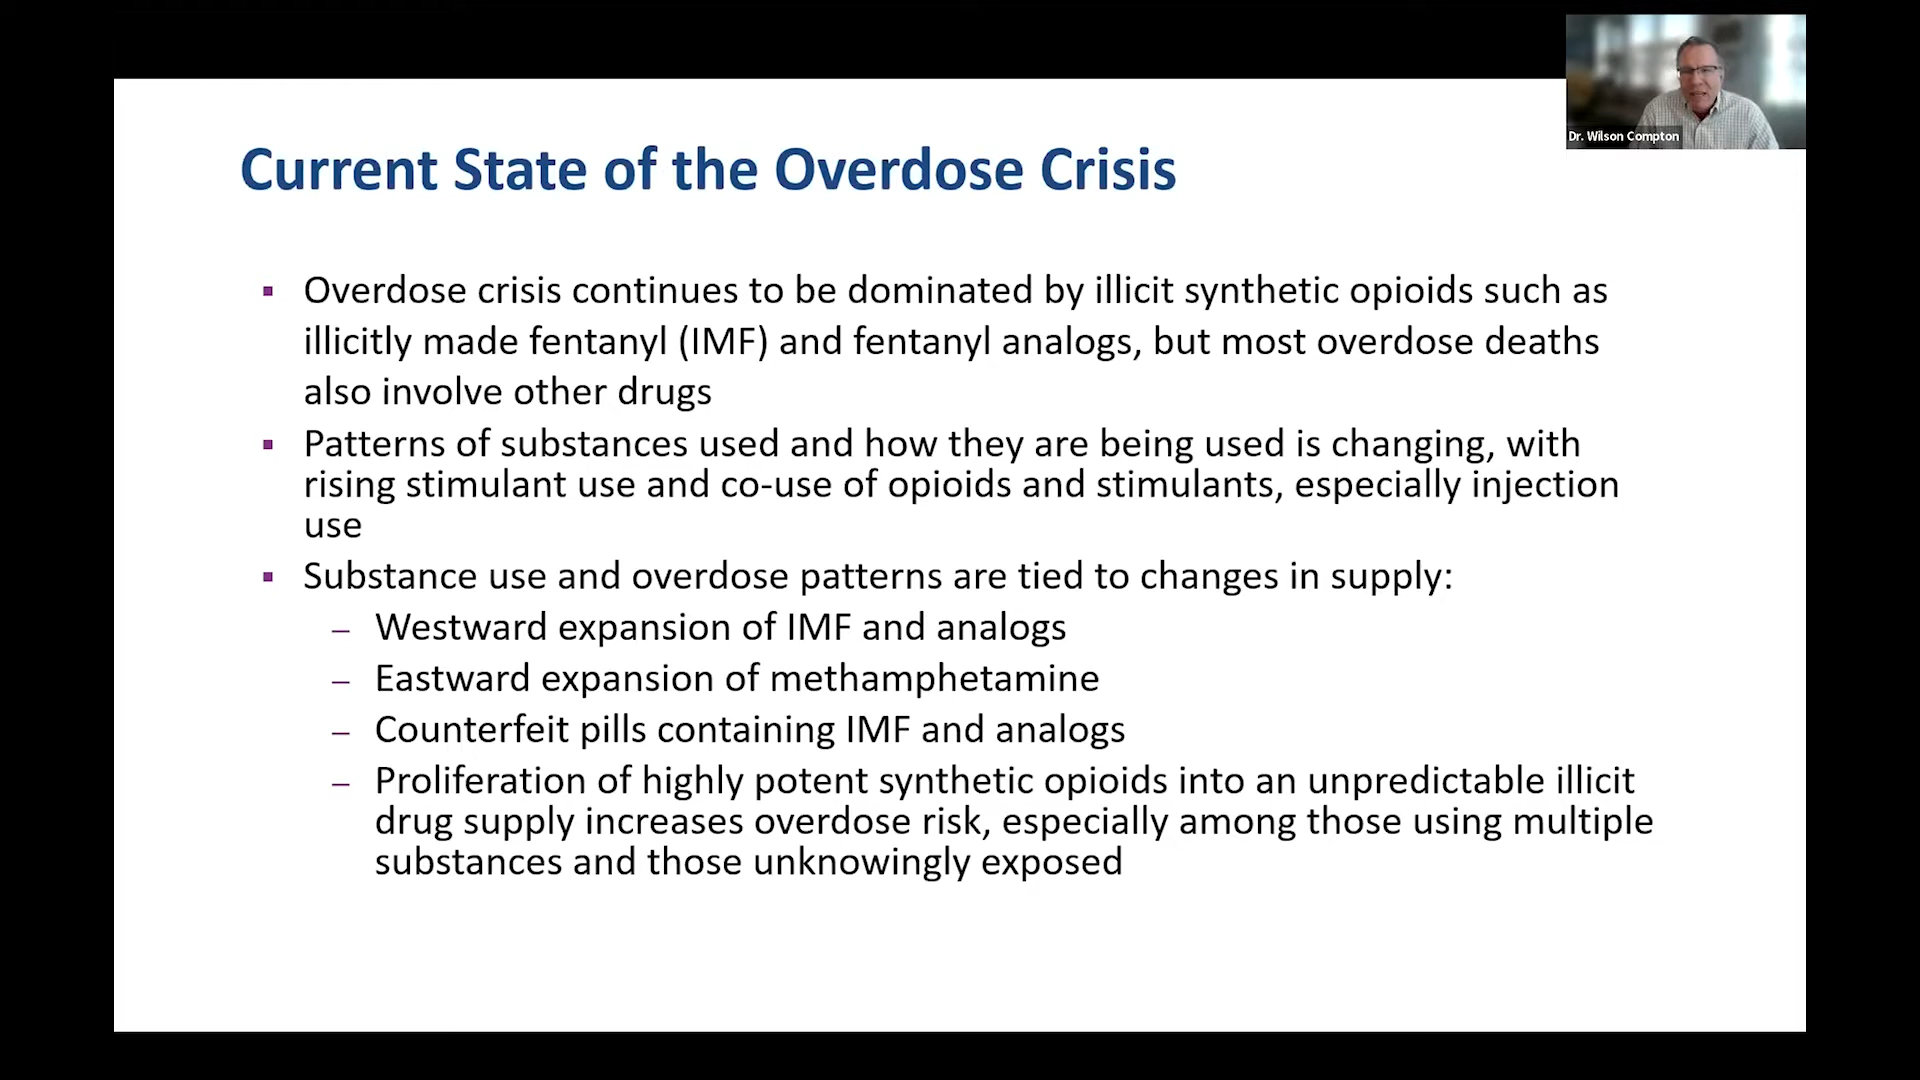 Dr. Wilson Compton
Current State of the Overdose Crisis
▪ Overdose crisis continues to be dominated by illicit synthetic opioids such as
illicitly made fentanyl (IMF) and fentanyl analogs, but most overdose deaths
also involve other drugs
▪ Patterns of substances used and how they are being used is changing, with
rising stimulant use and co-use of opioids and stimulants, especially injection
use
▪ Substance use and overdose patterns are tied to changes in supply:
– Westward expansion of IMF and analogs
– Eastward expansion of methamphetamine
– Counterfeit pills containing IMF and analogs
– Proliferation of highly potent synthetic opioids into an unpredictable illicit
drug supply increases overdose risk, especially among those using multiple
substances and those unknowingly exposed